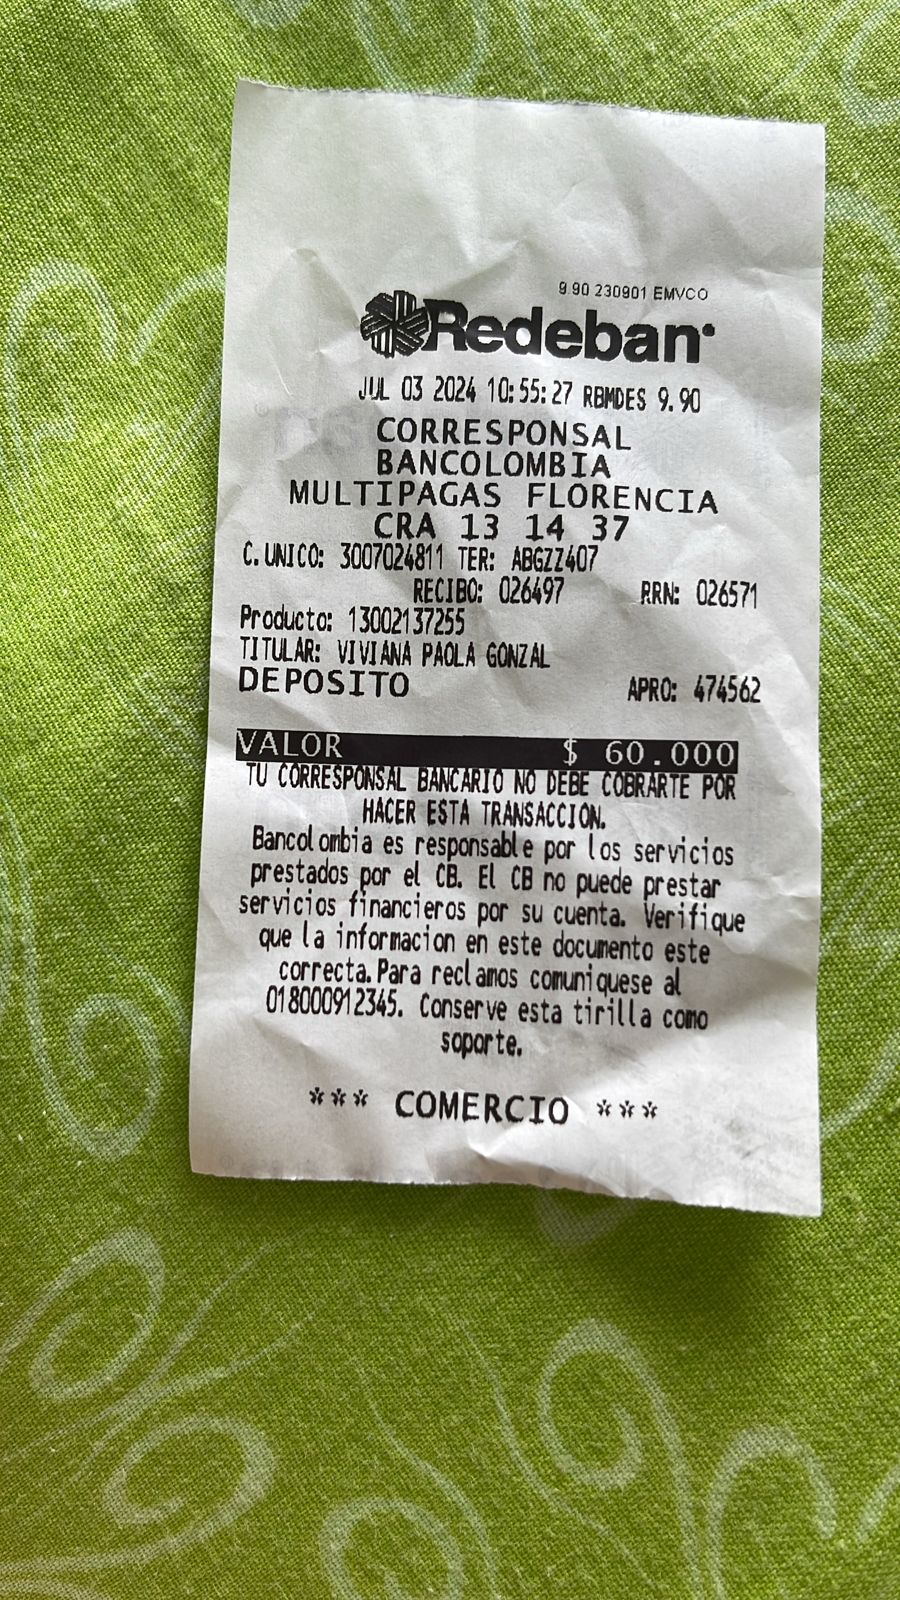 9.90 230901 EMVCO
Redeban
JUL 03 2024 10:55:27 RBMDES 9.90
CORRESPONSAL
BANCOLOMBIA
MULTIPAGAS FLORENCIA
CRA 13 14 37
C.UNICO: 3007024811 TER: ABGZZ407
RECIBO: 026497 RRN: 026571
Producto: 13002137255
TITULAR: VIVIANA PAOLA GONZAL
DEPOSITO APRO: 474562
VALOR $ 60.000
TU CORRESPONSAL BANCARIO NO DEBE COBRARTE POR
HACER ESTA TRANSACCION.
Bancolombia es responsable por los servicios
prestados por el CB. El CB no puede prestar
servicios financieros por su cuenta. Verifique
que la informacion en este documento este
correcta.Para reclamos comuniquese al
018000912345. Conserve esta tirilla como
soporte.
*** COMERCIO ***